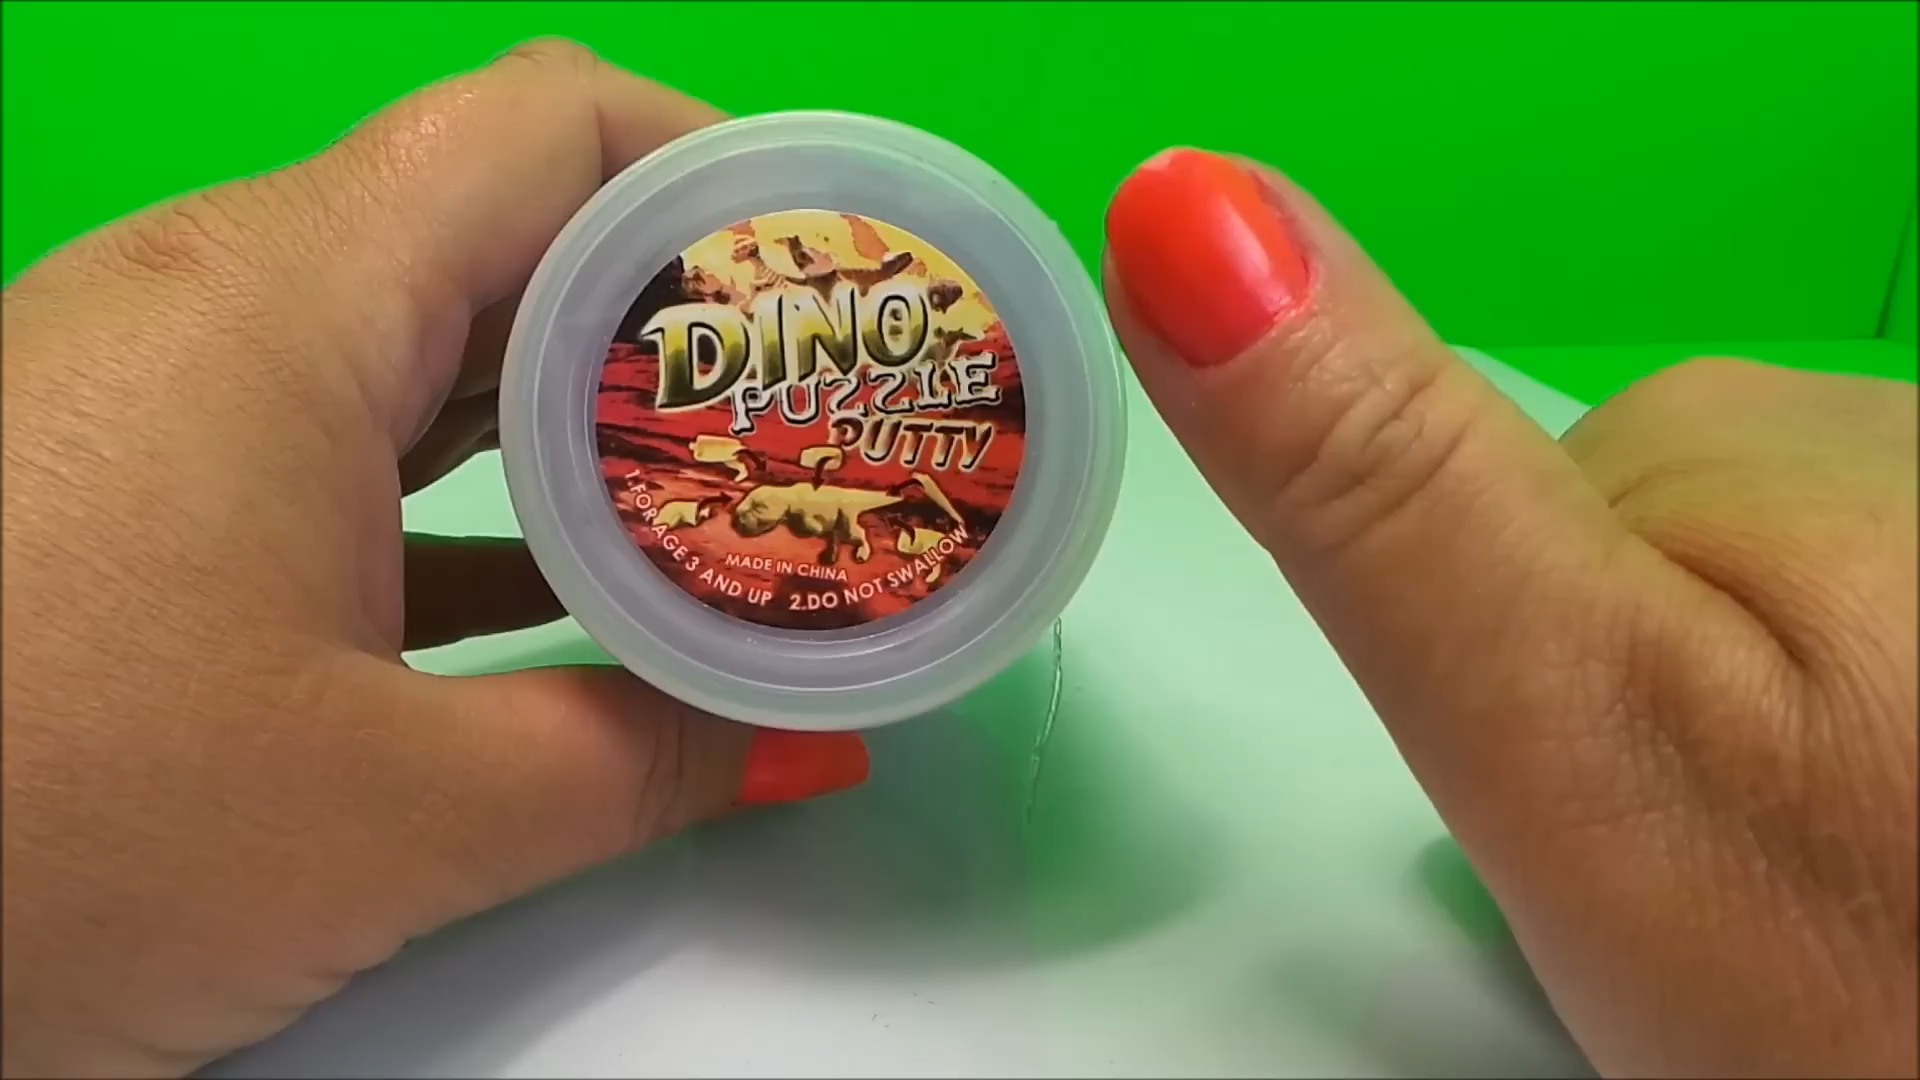 DINO
PUZZLE
PUTTY
MADE IN CHINA
1.FOR AGE 3 AND UP 2.DO NOT SWALLOW